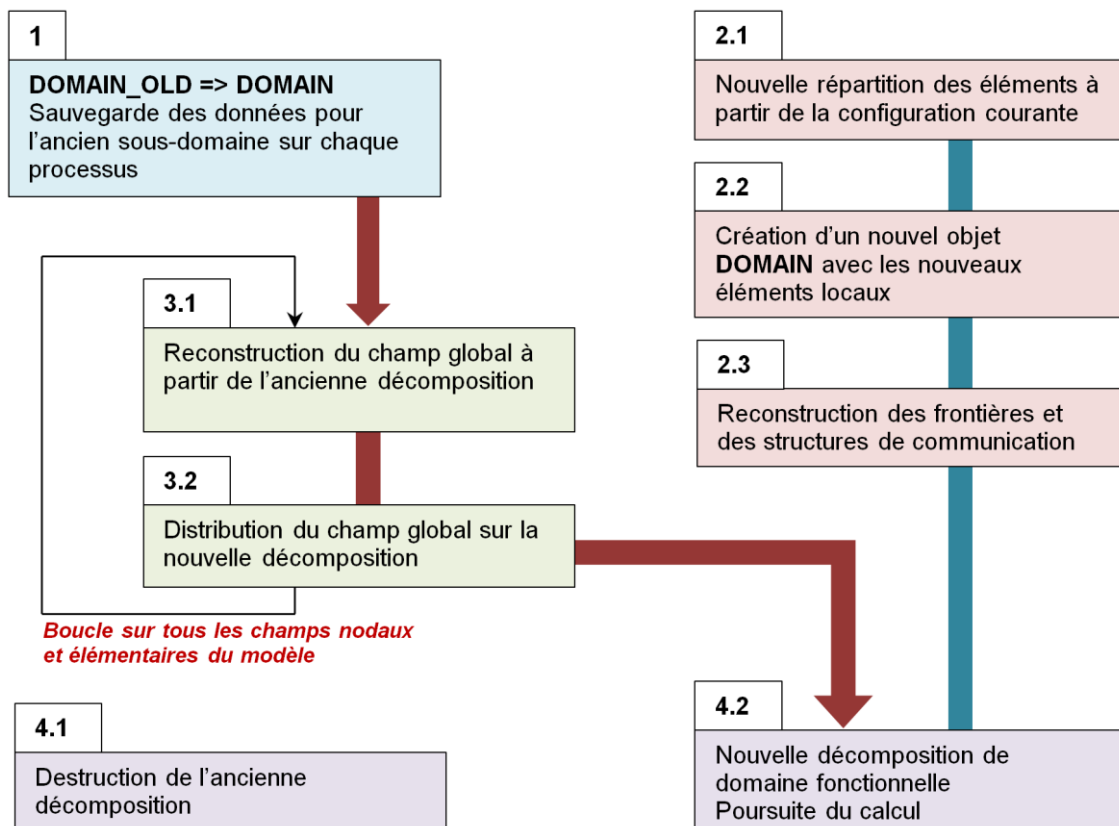 1
DOMAIN_OLD => DOMAIN
Sauvegarde des données pour
l'ancien sous-domaine sur chaque
processus
2.1
Nouvelle répartition des éléments à
partir de la configuration courante
2.2
Création d'un nouvel objet
DOMAIN avec les nouveaux
éléments locaux
2.3
Reconstruction des frontières et
des structures de communication
3.1
Reconstruction du champ global à
partir de l'ancienne décomposition
3.2
Distribution du champ global sur la
nouvelle décomposition
Boucle sur tous les champs nodaux
et élémentaires du modèle
4.1
Destruction de l'ancienne
décomposition
4.2
Nouvelle décomposition de
domaine fonctionnelle
Poursuite du calcul